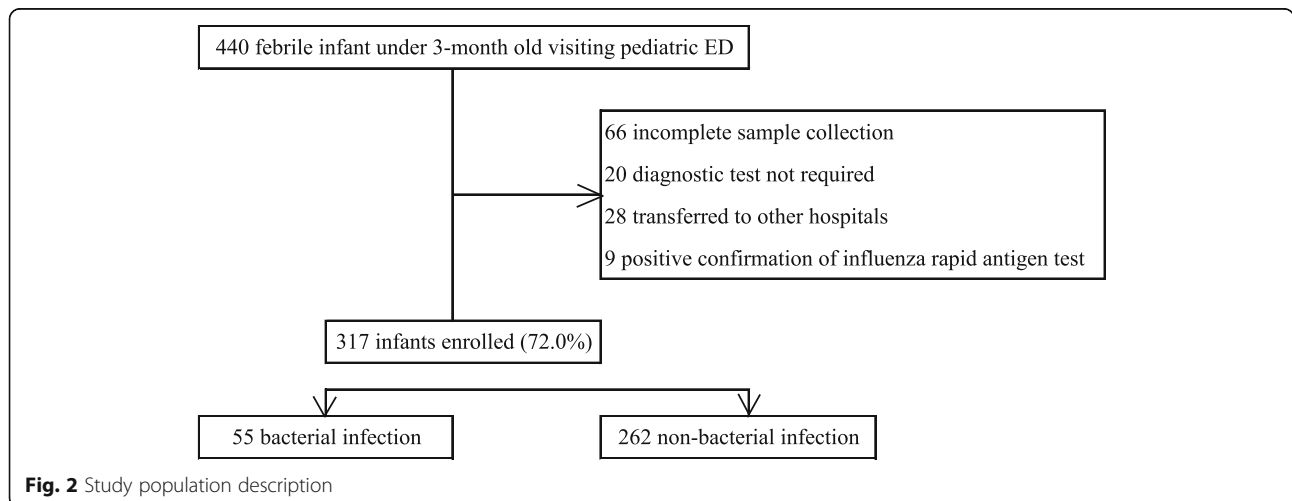 440 febrile infant under 3-month old visiting pediatric ED
66 incomplete sample collection
20 diagnostic test not required
28 transferred to other hospitals
9 positive confirmation of influenza rapid antigen test
317 infants enrolled (72.0%)
55 bacterial infection
262 non-bacterial infection
Fig. 2 Study population description